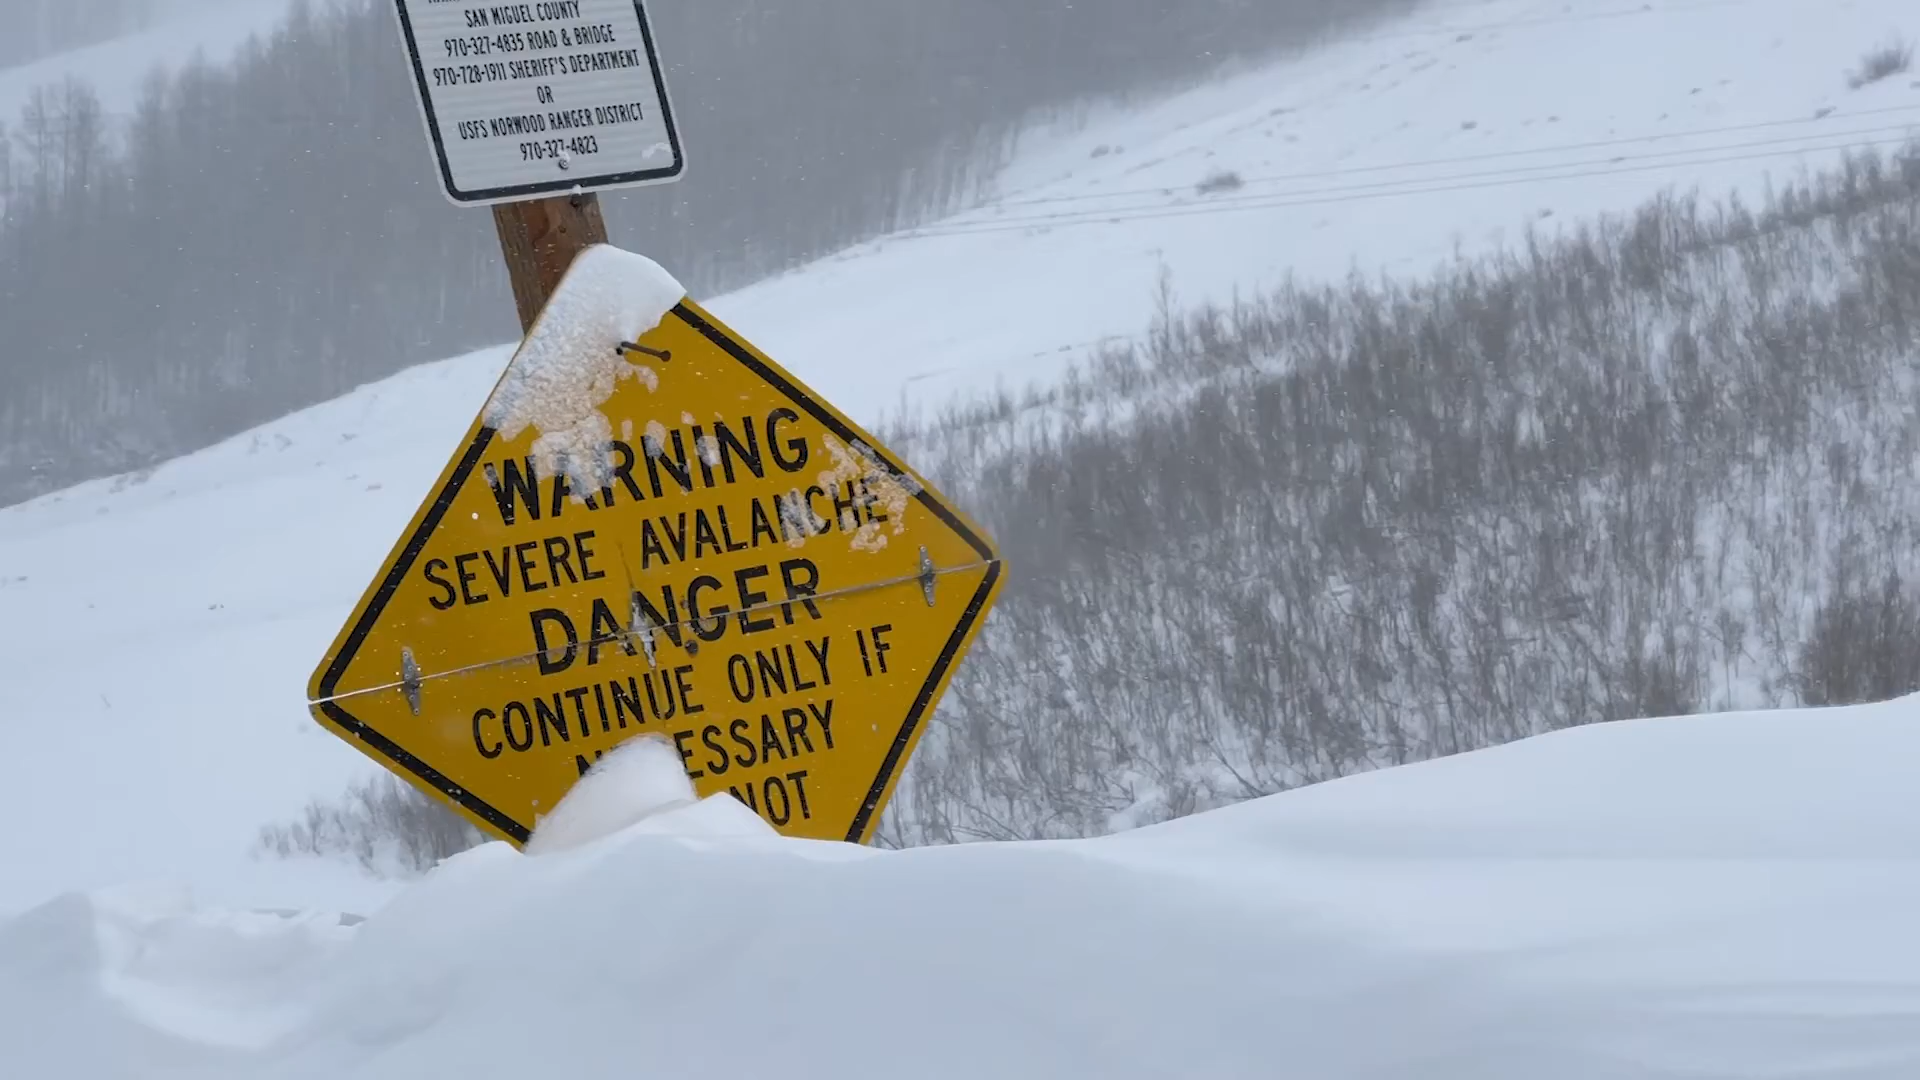 SAN MIGUEL COUNTY
970-327-4835 ROAD & BRIDGE
970-728-1911 SHERIFF'S DEPARTMENT
OR
USFS NORWOOD RANGER DISTRICT
970-327-4823
WARNING
SEVERE AVALANCHE
DANGER
CONTINUE ONLY IF
NECESSARY
NOT